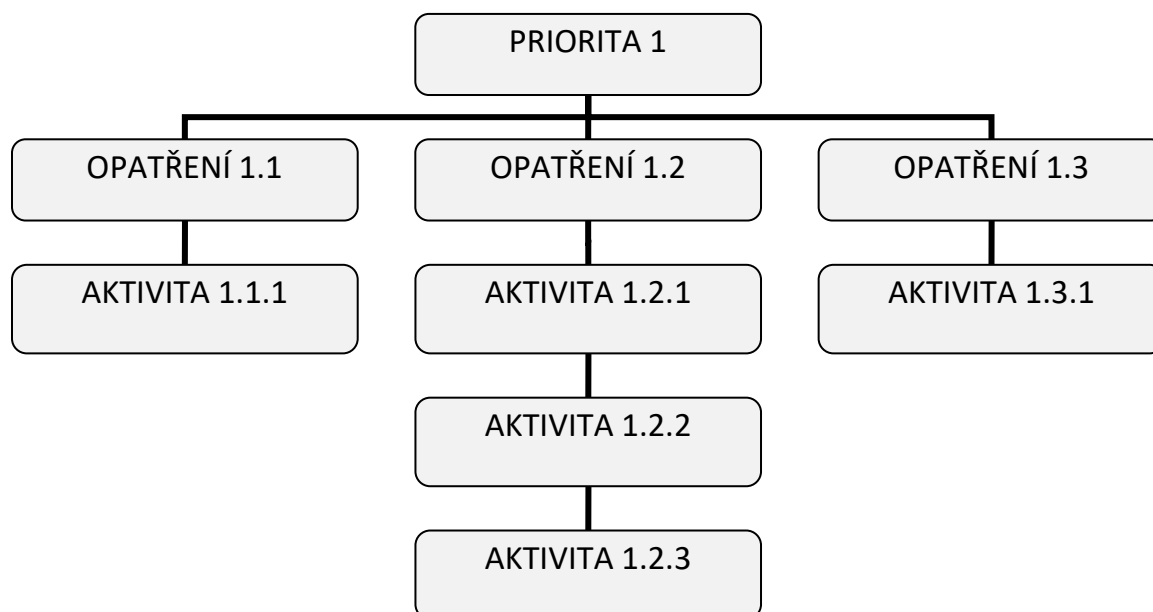 PRIORITA 1
OPATŘENÍ 1.1
OPATŘENÍ 1.2
OPATŘENÍ 1.3
AKTIVITA 1.1.1
AKTIVITA 1.2.1
AKTIVITA 1.3.1
AKTIVITA 1.2.2
AKTIVITA 1.2.3